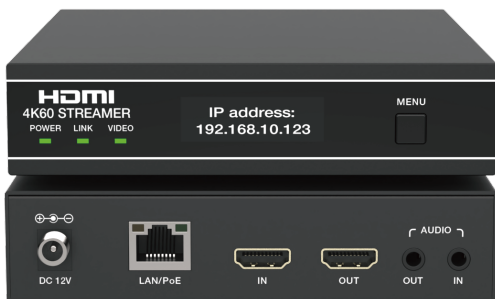 HDMI
4K60 STREAMER
POWER LINK VIDEO
IP address:
192.168.10.123
MENU
DC 12V
LAN/PoE
IN
OUT
AUDIO
OUT
IN